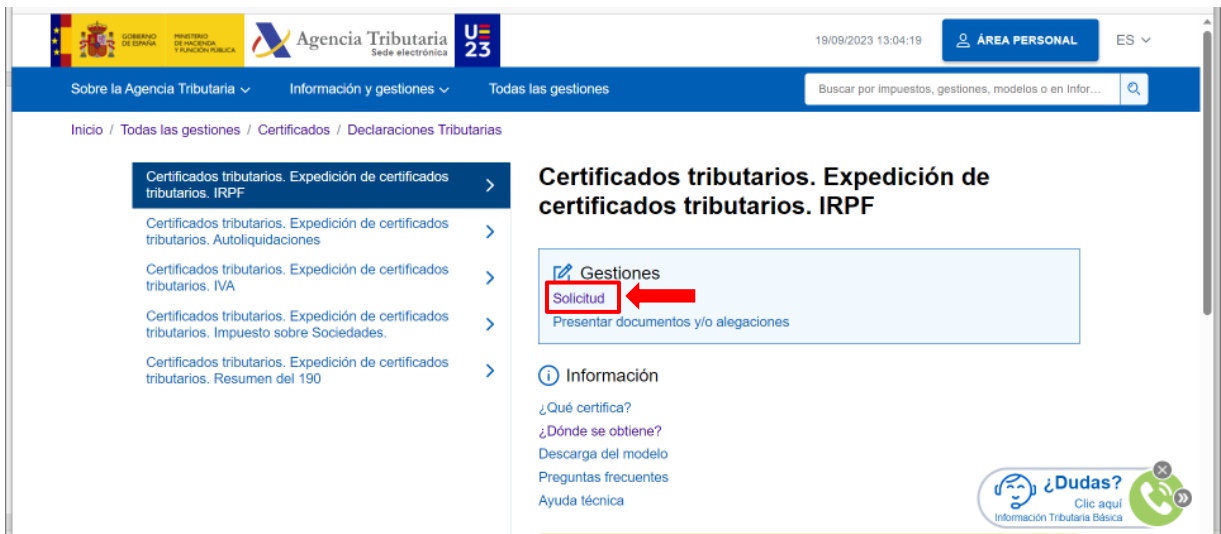 GOBIERNO
DE ESPAÑA
MINISTERIO
DE HACIENDA
Y FUNCIÓN PÚBLICA
Agencia Tributaria
Sede electrónica
UE
23
19/09/2023 13:04:19
ÁREA PERSONAL
ES
Sobre la Agencia Tributaria
Información y gestiones
Todas las gestiones
Buscar por impuestos, gestiones, modelos o en Infor...
Inicio / Todas las gestiones / Certificados / Declaraciones Tributarias
Certificados tributarios. Expedición de certificados
tributarios. IRPF
Certificados tributarios. Expedición de certificados
tributarios. Autoliquidaciones
Certificados tributarios. Expedición de certificados
tributarios. IVA
Certificados tributarios. Expedición de certificados
tributarios. Impuesto sobre Sociedades.
Certificados tributarios. Expedición de certificados
tributarios. Resumen del 190
Certificados tributarios. Expedición de
certificados tributarios. IRPF
Gestiones
Solicitud
Presentar documentos y/o alegaciones
Información
¿Qué certifica?
¿Dónde se obtiene?
Descarga del modelo
Preguntas frecuentes
Ayuda técnica
¿Dudas?
Clic aquí
Información Tributaria Básica